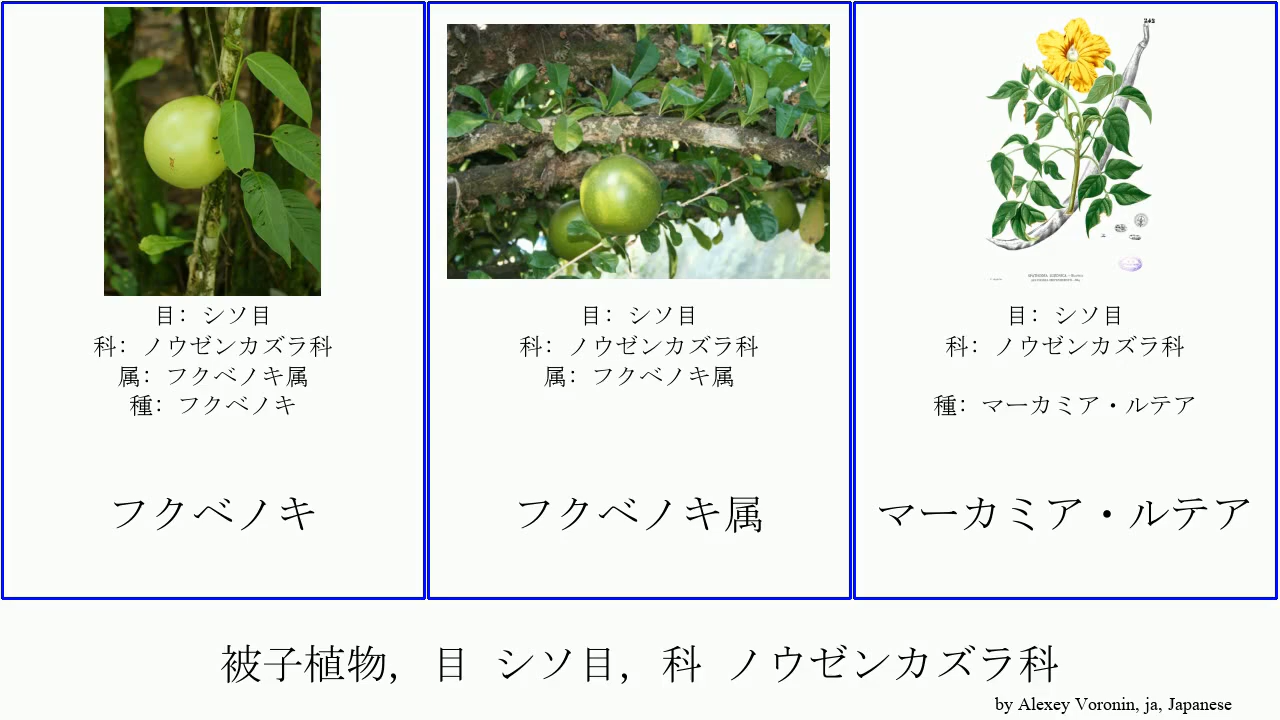 目: シソ目
科: ノウゼンカズラ科
属: フクベノキ属
種: フクベノキ
フクベノキ
目: シソ目
科: ノウゼンカズラ科
属: フクベノキ属
フクベノキ属
242
目: シソ目
科: ノウゼンカズラ科
種: マーカミア・ルテア
マーカミア・ルテア
被子植物, 目 シソ目, 科 ノウゼンカズラ科
by Alexey Voronin, ja, Japanese